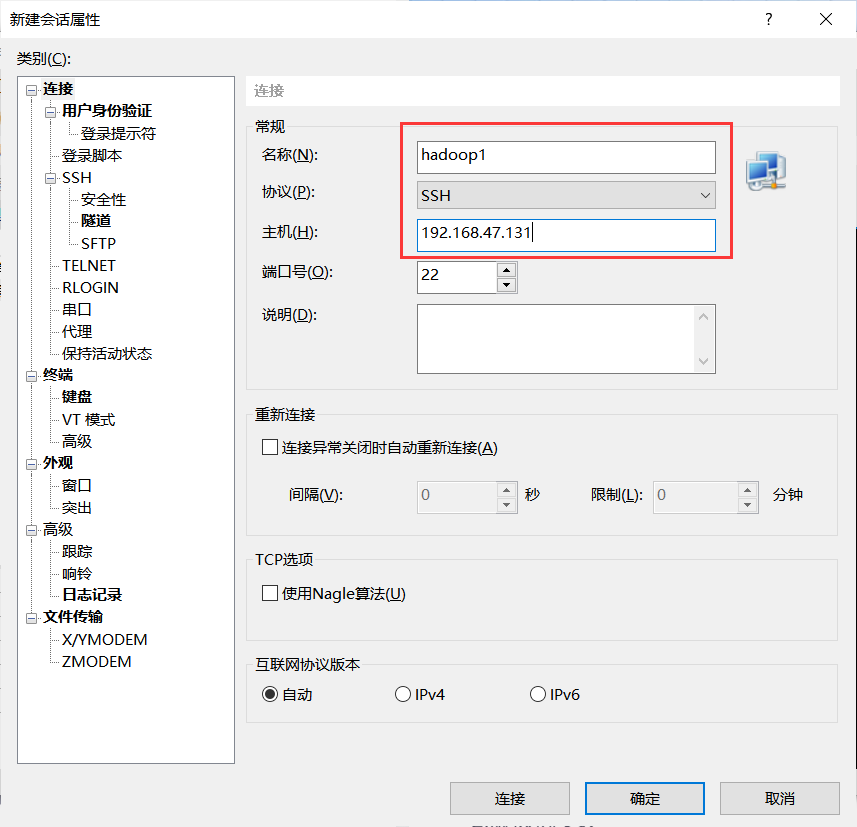 新建会话属性
类别(C):
连接
用户身份验证
登录提示符
登录脚本
SSH
安全性
隧道
SFTP
TELNET
RLOGIN
串口
代理
保持活动状态
终端
键盘
VT 模式
高级
外观
窗口
突出
高级
跟踪
响铃
日志记录
文件传输
X/YMODEM
ZMODEM
连接
常规
名称(N): hadoop1
协议(P): SSH
主机(H): 192.168.47.131
端口号(O): 22
说明(D):
重新连接
连接异常关闭时自动重新连接(A)
间隔(V): 0 秒 限制(L): 0 分钟
TCP选项
使用Nagle算法(U)
互联网协议版本
自动 IPv4 IPv6
连接 确定 取消